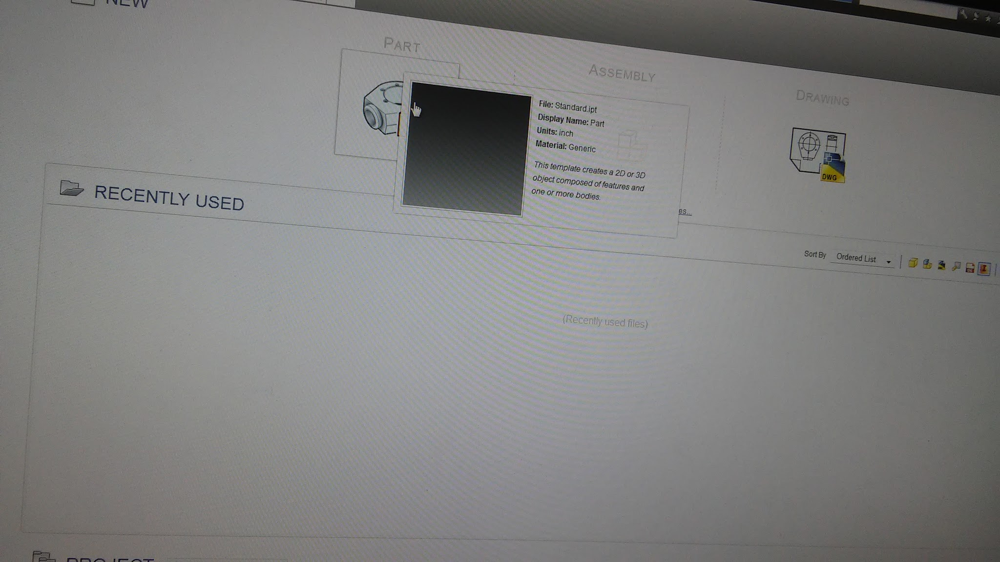 NEW
PART
ASSEMBLY
DRAWING
File: Standard.ipt
Display Name: Part
Units: inch
Material: Generic
This template creates a 2D or 3D
object composed of features and
one or more bodies.
DWG
es...
RECENTLY USED
Sort By Ordered List
(Recently used files)
PROJECT